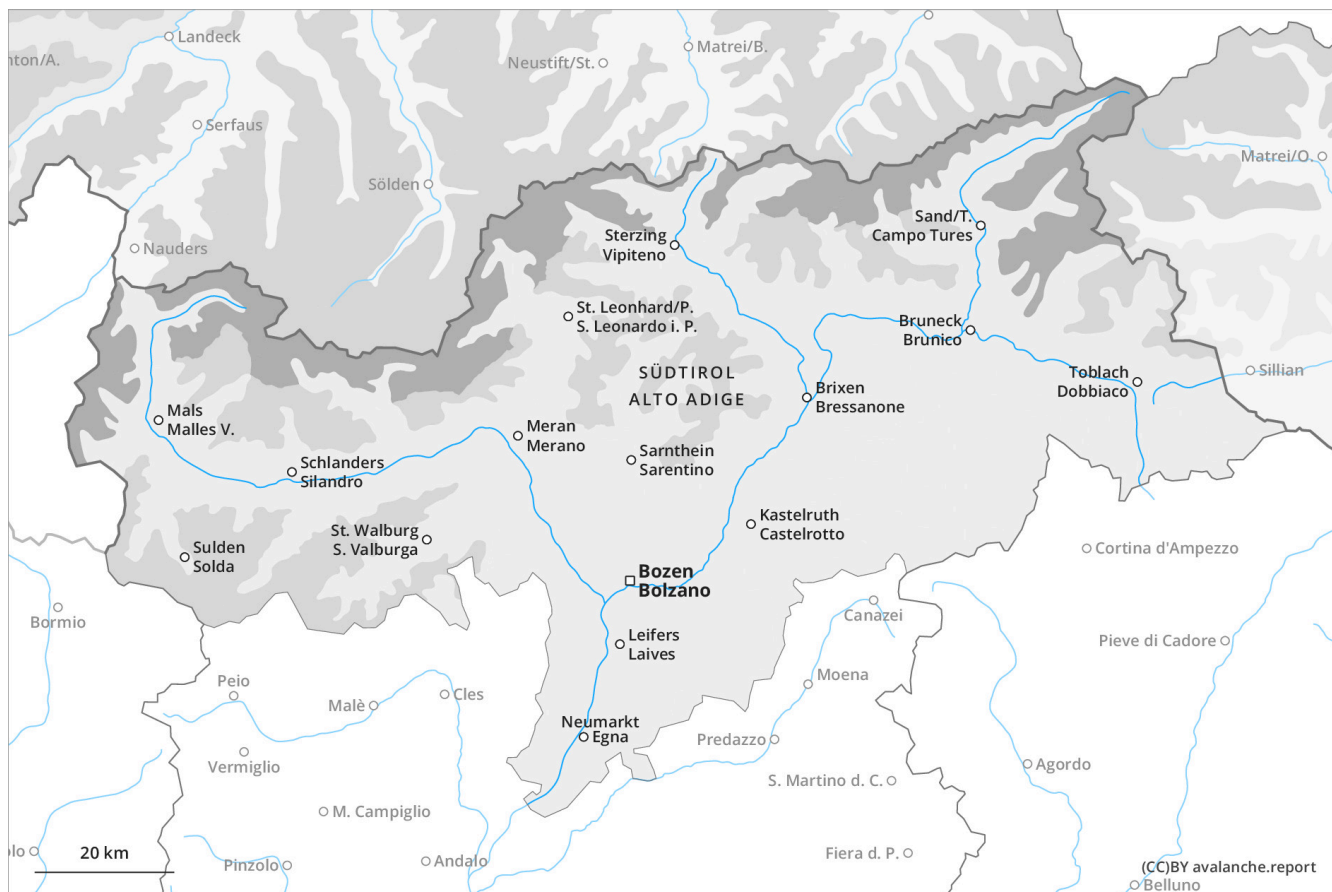 Landeck
nton/A.
Matrei/B.
Neustift/St.
Serfaus
Matrei/O.
Sölden
Sand/T.
Campo Tures
Sterzing
Vipiteno
Nauders
St. Leonhard/P.
S. Leonardo i. P.
Bruneck
Brunico
SÜDTIROL
ALTO ADIGE
Toblach
Dobbiaco
Sillian
Brixen
Bressanone
Mals
Malles V.
Meran
Merano
Sarnthein
Sarentino
Schlanders
Silandro
Kastelruth
Castelrotto
St. Walburg
S. Valburga
Sulden
Solda
Cortina d'Ampezzo
Bozen
Bolzano
Bormio
Canazei
Leifers
Laives
Pieve di Cadore
Moena
Peio
Cles
Malè
Neumarkt
Egna
Predazzo
Vermiglio
Agordo
S. Martino d. C.
M. Campiglio
olo
20 km
Pinzolo
Andalo
Fiera d. P.
(CC)BY avalanche.report
Belluno